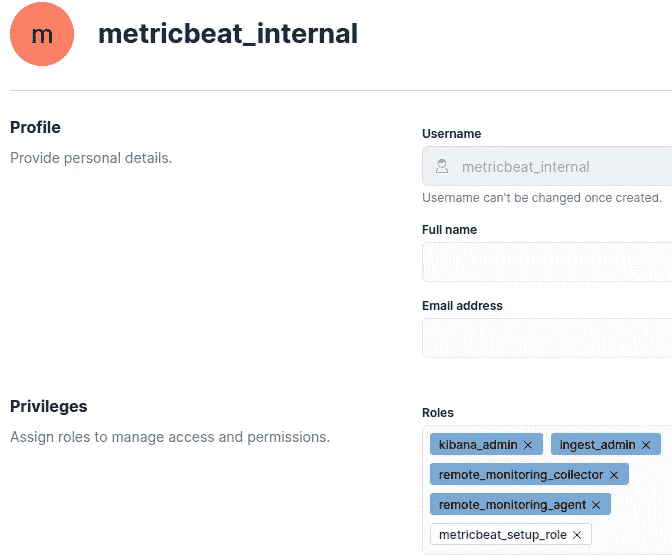 m
metricbeat_internal
Profile
Provide personal details.
Username
metricbeat_internal
Username can't be changed once created.
Full name
Email address
Privileges
Assign roles to manage access and permissions.
Roles
kibana_admin × ingest_admin ×
remote_monitoring_collector ×
remote_monitoring_agent ×
metricbeat_setup_role ×